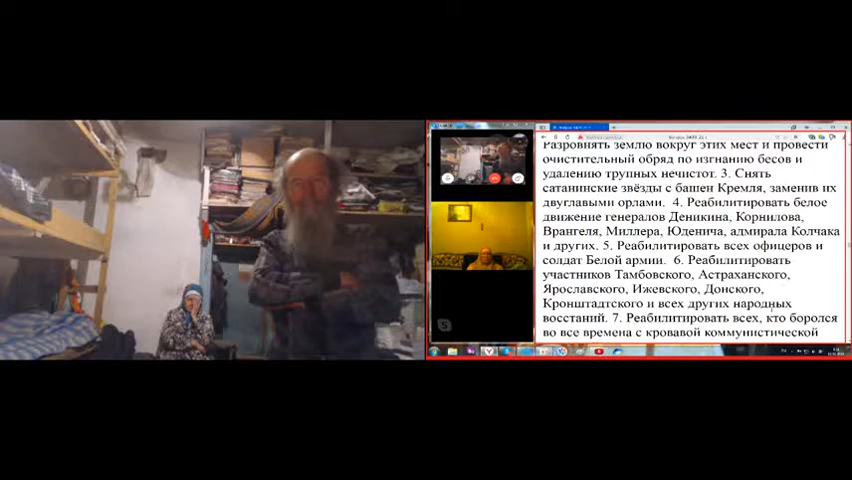 Разровнять землю вокруг этих мест и провести
очистительный обряд по изгнанию бесов и
удалению трупных нечистот. 3. Снять
сатанинские звёзды с башен Кремля, заменив их
двуглавыми орлами. 4. Реабилитировать белое
движение генералов Деникина, Корнилова,
Врангеля, Миллера, Юденича, адмирала Колчака
и других. 5. Реабилитировать всех офицеров и
солдат Белой армии. 6. Реабилитировать
участников Тамбовского, Астраханского,
Ярославского, Ижевского, Донского,
Кронштадтского и всех других народных
восстаний. 7. Реабилитировать всех, кто боролся
во все времена с кровавой коммунистической